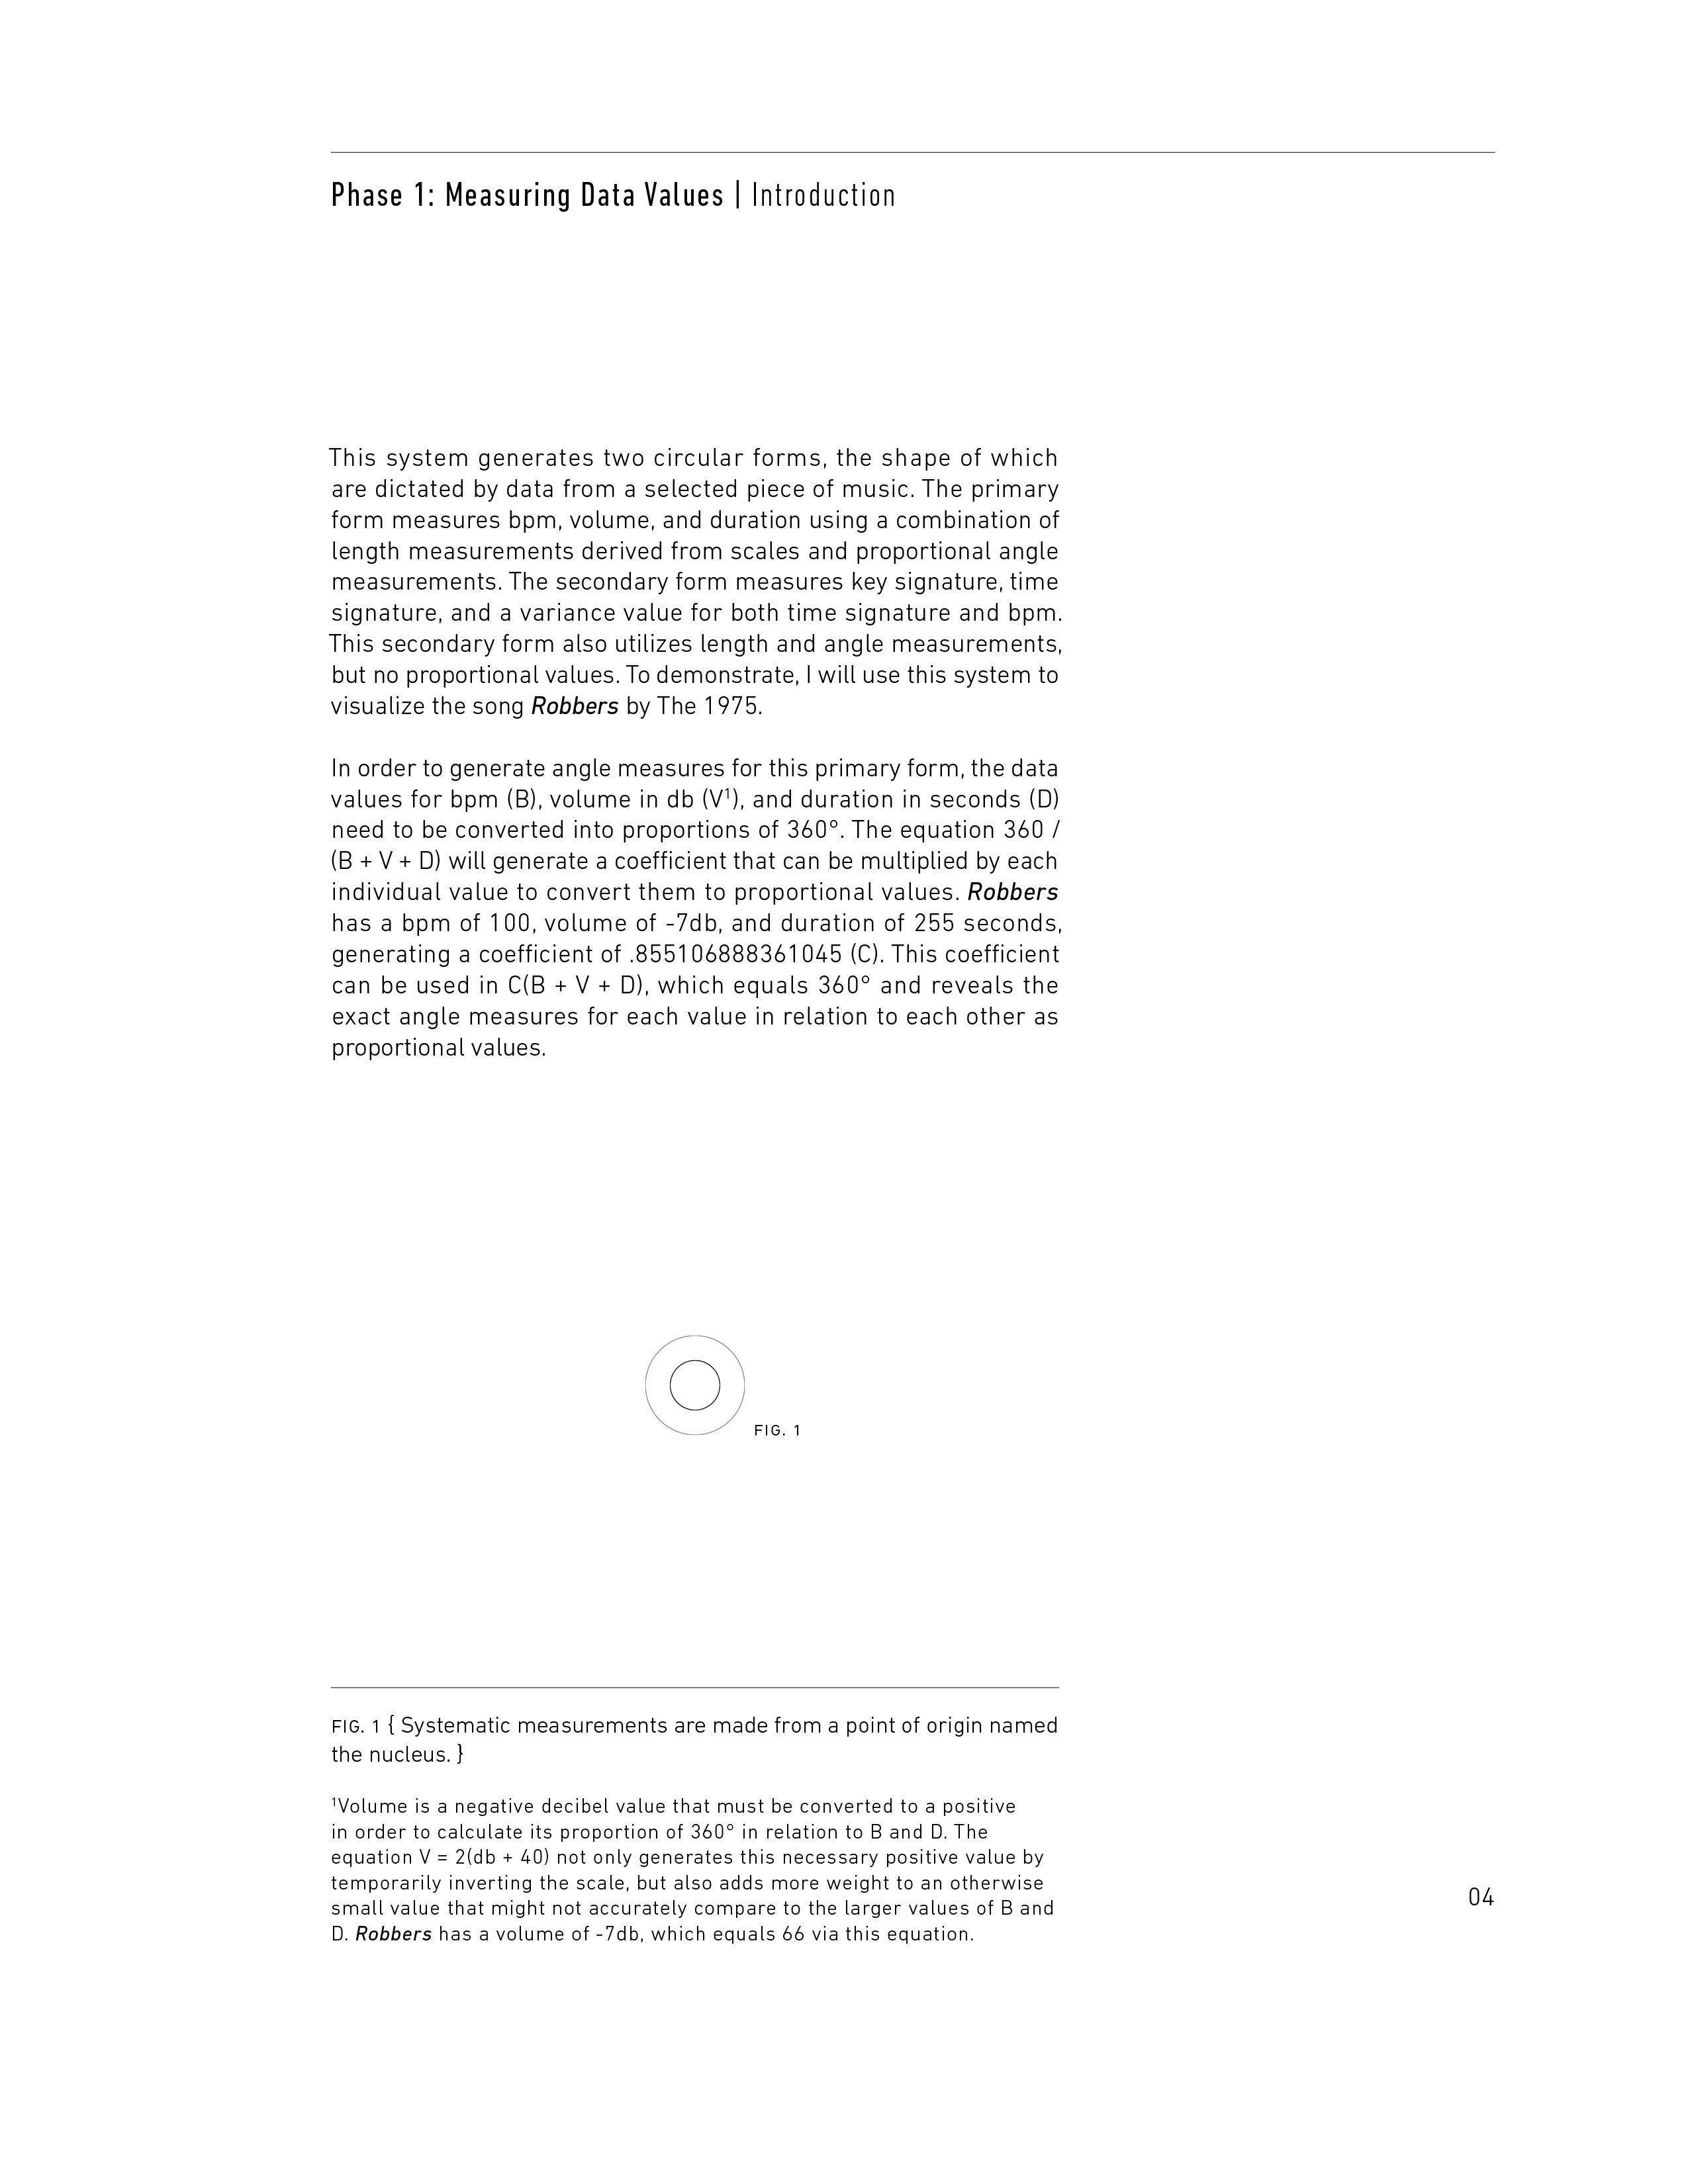 Phase 1: Measuring Data Values | Introduction
This system generates two circular forms, the shape of which
are dictated by data from a selected piece of music. The primary
form measures bpm, volume, and duration using a combination of
length measurements derived from scales and proportional angle
measurements. The secondary form measures key signature, time
signature, and a variance value for both time signature and bpm.
This secondary form also utilizes length and angle measurements,
but no proportional values. To demonstrate, I will use this system to
visualize the song Robbers by The 1975.
In order to generate angle measures for this primary form, the data
values for bpm (B), volume in db (V¹), and duration in seconds (D)
need to be converted into proportions of 360°. The equation 360 /
(B + V + D) will generate a coefficient that can be multiplied by each
individual value to convert them to proportional values. Robbers
has a bpm of 100, volume of -7db, and duration of 255 seconds,
generating a coefficient of .855106888361045 (C). This coefficient
can be used in C(B + V + D), which equals 360° and reveals the
exact angle measures for each value in relation to each other as
proportional values.
FIG. 1
FIG. 1 { Systematic measurements are made from a point of origin named
the nucleus. }
¹Volume is a negative decibel value that must be converted to a positive
in order to calculate its proportion of 360° in relation to B and D. The
equation V = 2(db + 40) not only generates this necessary positive value by
temporarily inverting the scale, but also adds more weight to an otherwise
small value that might not accurately compare to the larger values of B and
D. Robbers has a volume of -7db, which equals 66 via this equation.
04